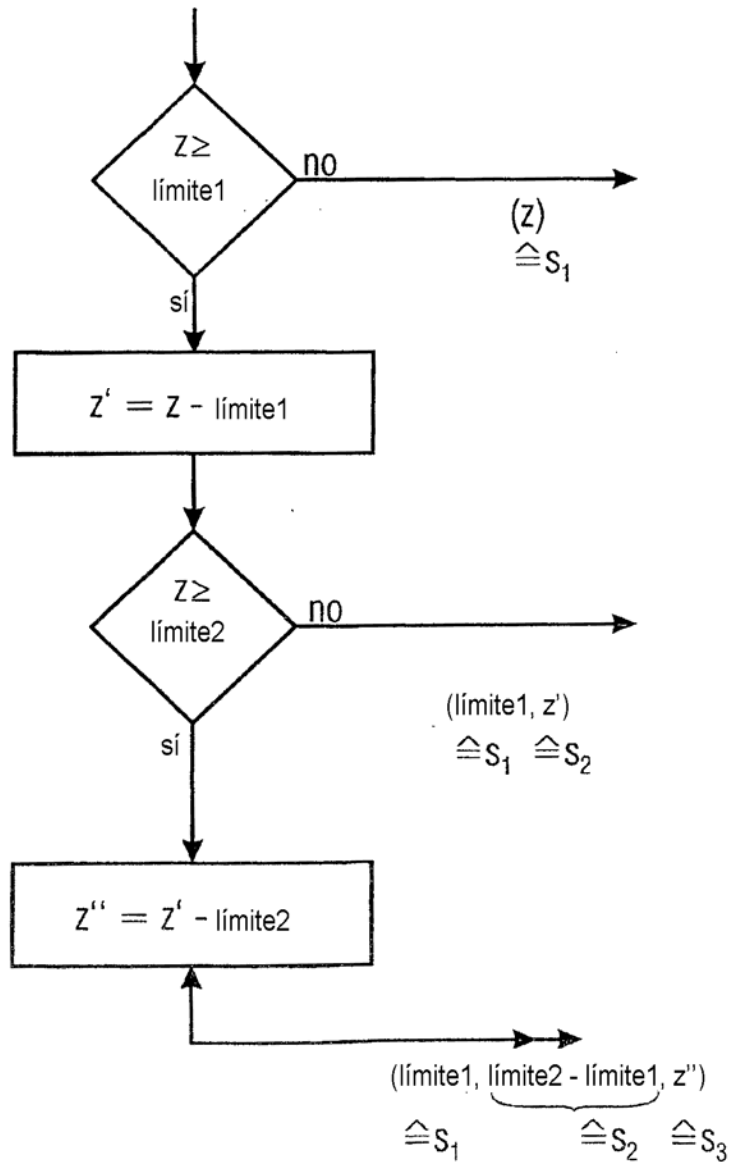 z ≥
límite1
no
(z)
≙ s₁
sí
z‘ = z - límite1
z ≥
límite2
no
(límite1, z')
≙ s₁ ≙ s₂
sí
z‘‘ = z‘ - límite2
(límite1, límite2 - límite1, z'')
≙ s₁ ≙ s₂ ≙ s₃